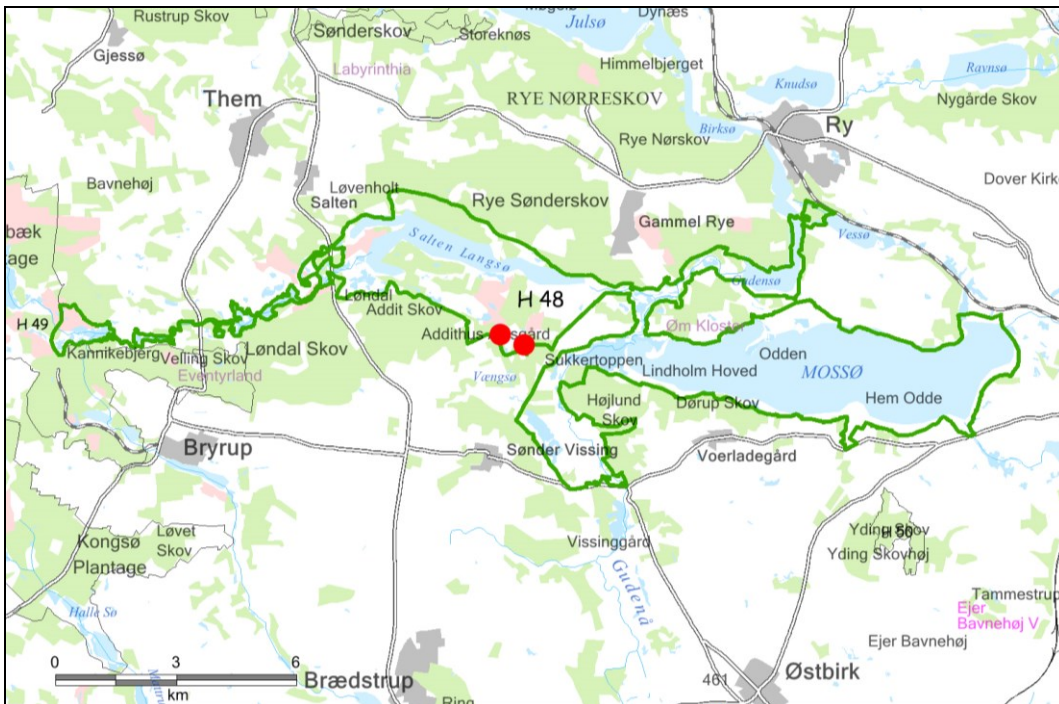 Rustrup Skov
Sønderskov
Storeknøs
Julsø
Dynæs
Gjessø
Labyrinthia
Himmelbjerget
Knudsø
Ravnsø
Them
RYE NØRRESKOV
Nygårde Skov
Birksø
Ry
Rye Nørskov
Bavnehøj
Løvenholt
Salten
Rye Sønderskov
Dover Kirke
Gammel Rye
bæk
age
Salten Langsø
Vessø
Gudensø
H 48
Løndal
Addit Skov
H 49
Øm Kloster
Addithus
sgård
Kannikebjerg
Velling Skov
Løndal Skov
Eventyrland
Vængsø
Sukkertoppen
Odden
Lindholm Hoved
MOSSØ
Højlund
Skov
Dørup Skov
Hem Odde
Bryrup
Sønder Vissing
Voerladegård
Kongsø
Plantage
Løvet
Skov
Vissinggård
Yding Skov
H 50
Yding Skovhøj
Gudenå
Halle Sø
Tammestrup
Ejer
Bavnehøj V
Ejer Bavnehøj
0 3 6
km
Brædstrup
Ring
461
Østbirk